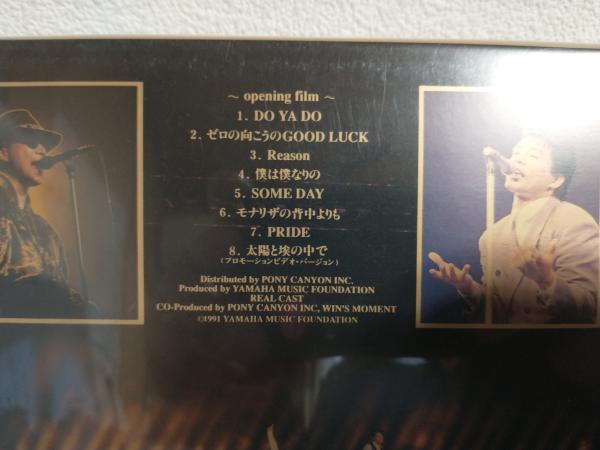 ～ opening film ～
1. DO YA DO
2. ゼロの向こうのGOOD LUCK
3. Reason
4. 僕は僕なりの
5. SOME DAY
6. モナリザの背中よりも
7. PRIDE
8. 太陽と埃の中で
(プロモーションビデオ・バージョン)
Distributed by PONY CANYON INC.
Produced by YAMAHA MUSIC FOUNDATION
REAL CAST
CO-Produced by PONY CANYON INC, WIN'S MOMENT
©1991 YAMAHA MUSIC FOUNDATION